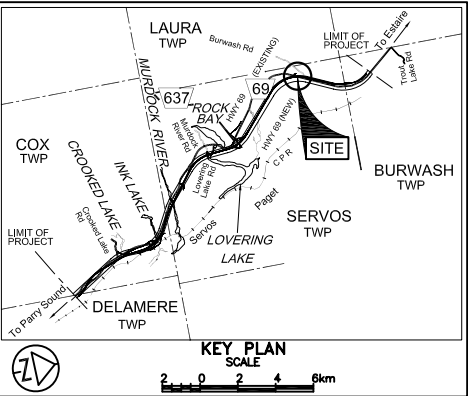 LAURA
TWP
Burwash Rd
(EXISTING)
LIMIT OF
PROJECT
To Estaire
Trout
Lake Rd
MURDOCK RIVER
637
69
HWY 69
ROCK
BAY
Murdock
River Rd
HWY 69 (NEW)
SITE
COX
TWP
CROOKED LAKE
INK LAKE
Lovering
Lake Rd
C.P.R
BURWASH
TWP
Crooked Lake
Rd
Paget
SERVOS
TWP
LIMIT OF
PROJECT
Servos
LOVERING
LAKE
To Parry Sound
DELAMERE
TWP
KEY PLAN
SCALE
Z
2 0 2 4 6km